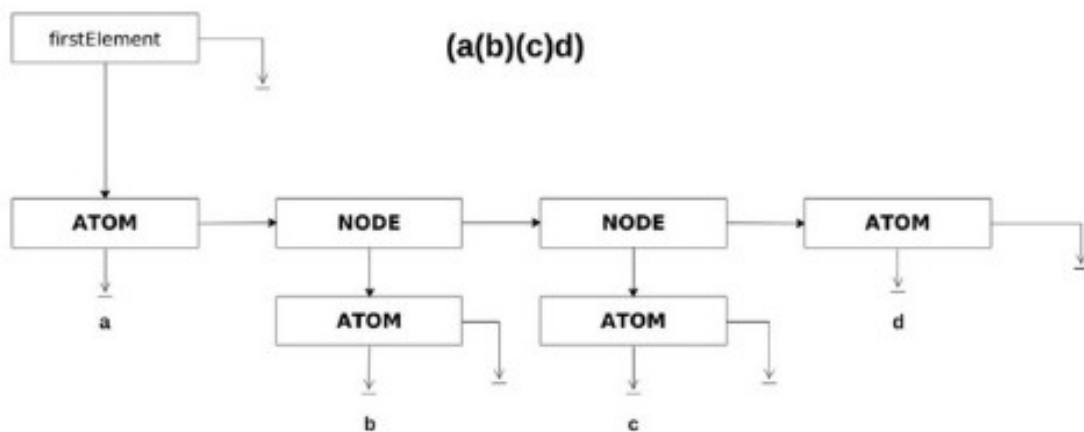 firstElement
(a(b)(c)d)
ATOM
NODE
NODE
ATOM
a
ATOM
ATOM
d
b
c